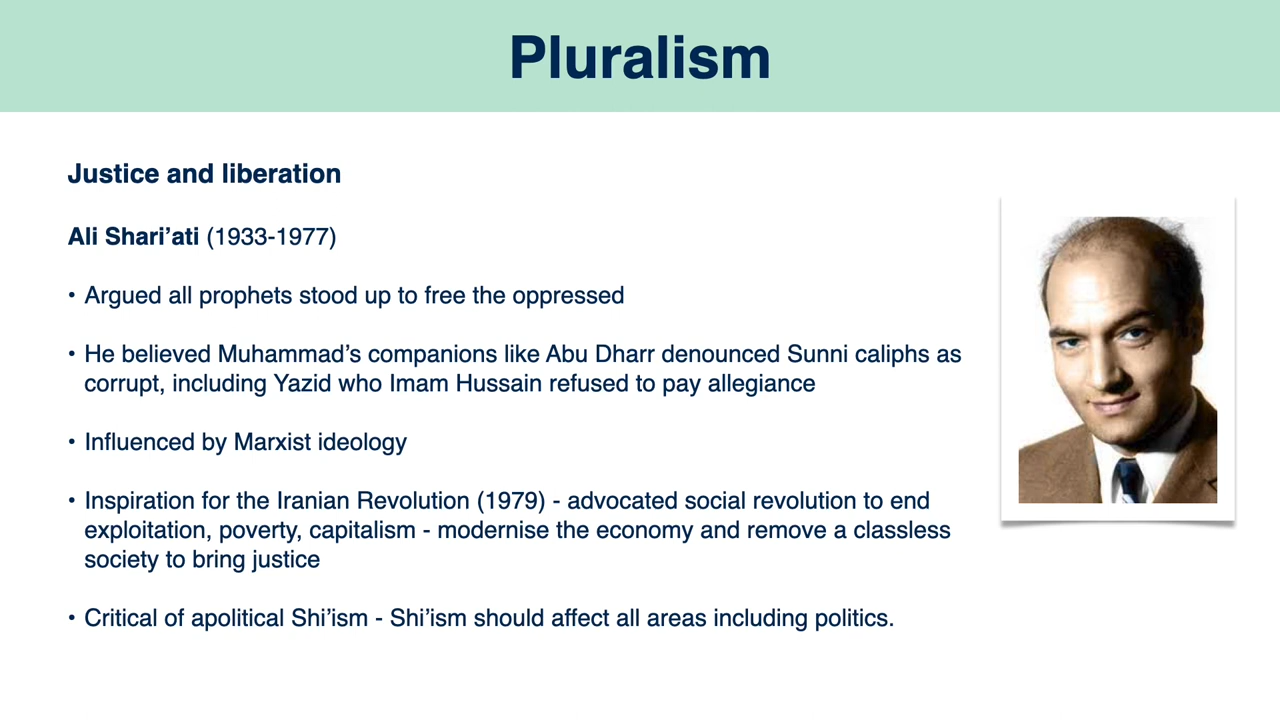 Pluralism
Justice and liberation
Ali Shari’ati (1933-1977)
• Argued all prophets stood up to free the oppressed
• He believed Muhammad’s companions like Abu Dharr denounced Sunni caliphs as
corrupt, including Yazid who Imam Hussain refused to pay allegiance
• Influenced by Marxist ideology
• Inspiration for the Iranian Revolution (1979) - advocated social revolution to end
exploitation, poverty, capitalism - modernise the economy and remove a classless
society to bring justice
• Critical of apolitical Shi’ism - Shi’ism should affect all areas including politics.